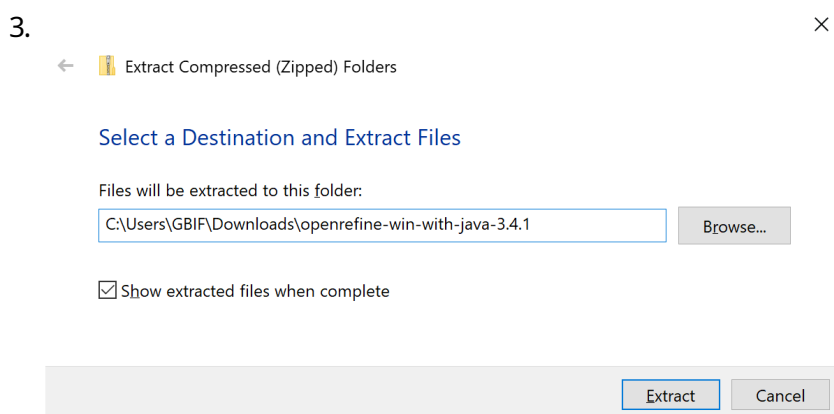 3.
Extract Compressed (Zipped) Folders
Select a Destination and Extract Files
Files will be extracted to this folder:
C:\Users\GBIF\Downloads\openrefine-win-with-java-3.4.1
Browse...
Show extracted files when complete
Extract
Cancel